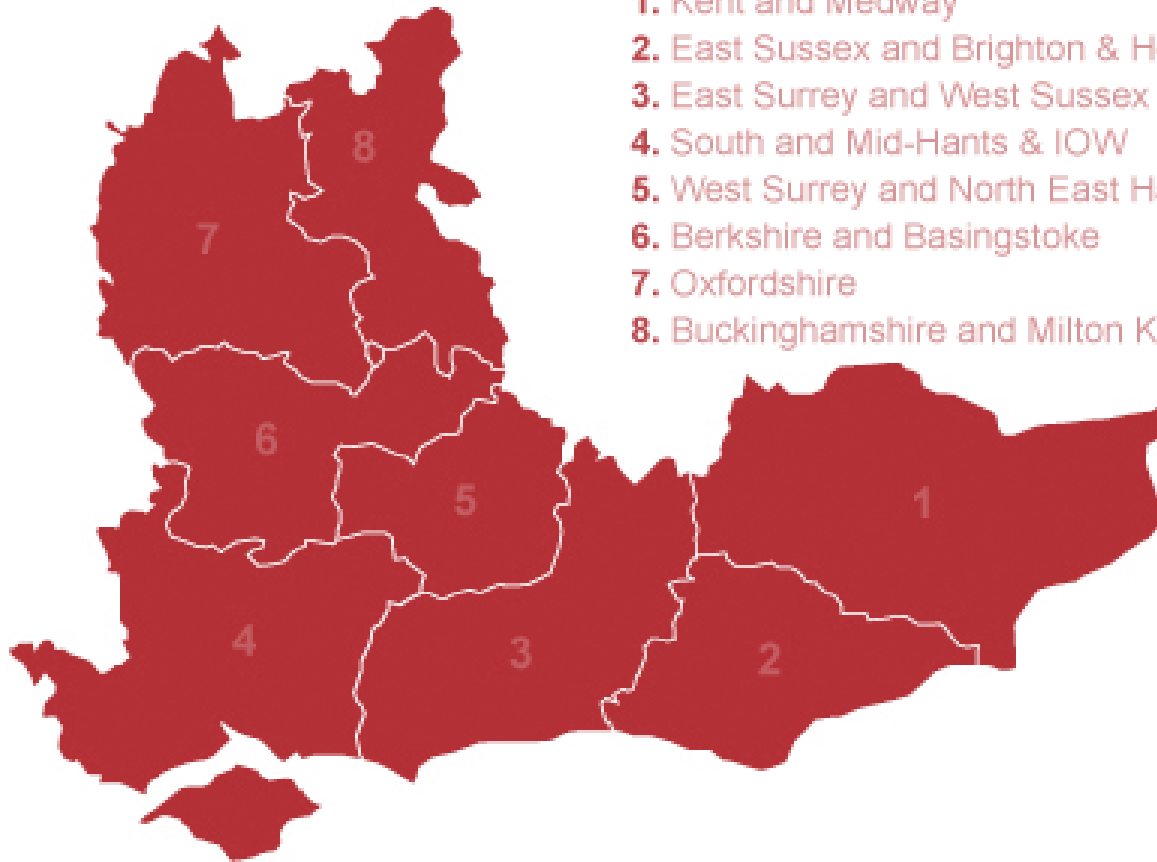 1. Kent and Medway
2. East Sussex and Brighton & H
3. East Surrey and West Sussex
4. South and Mid-Hants & IOW
5. West Surrey and North East H
6. Berkshire and Basingstoke
7. Oxfordshire
8. Buckinghamshire and Milton K
8
7
6
5
1
4
3
2